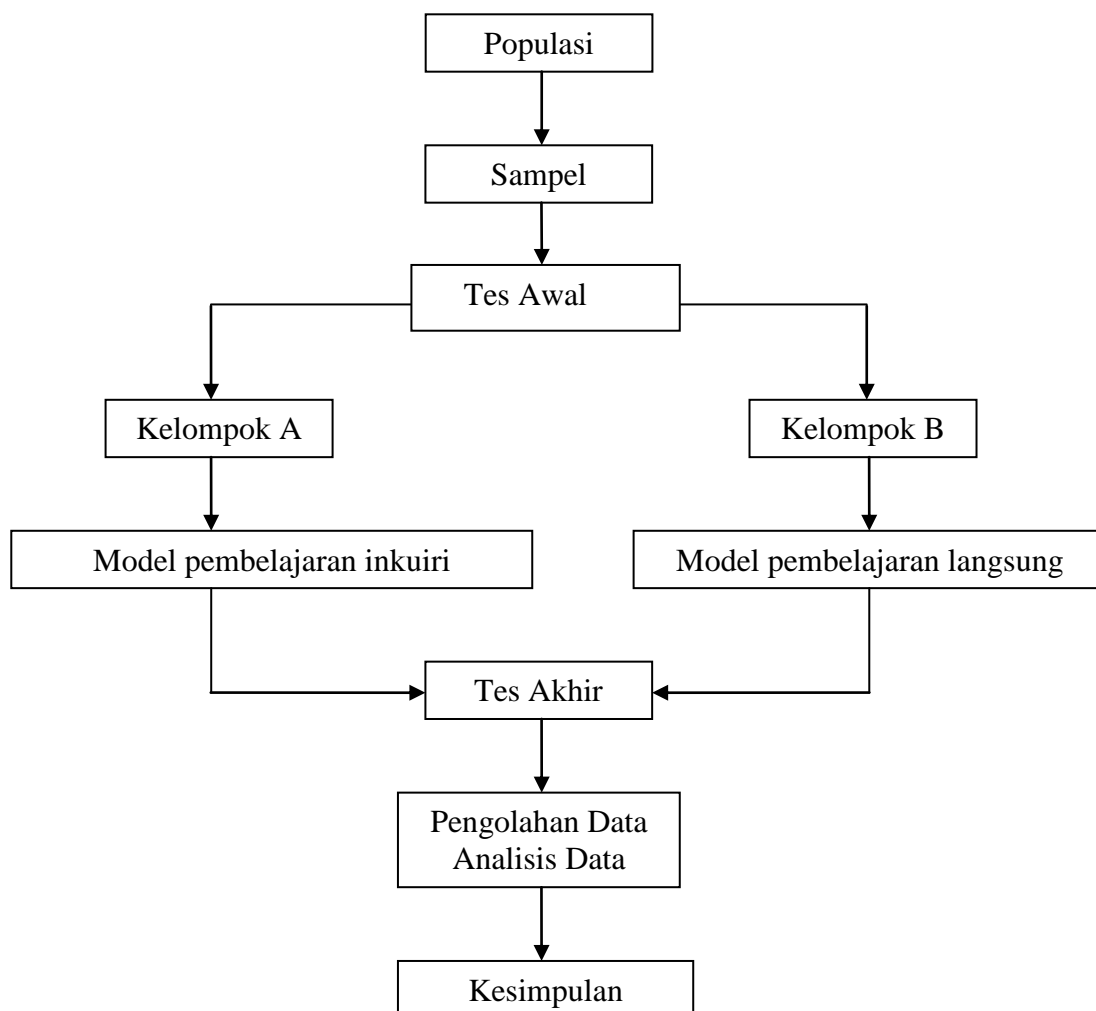 Populasi
Sampel
Tes Awal
Kelompok A
Kelompok B
Model pembelajaran inkuiri
Model pembelajaran langsung
Tes Akhir
Pengolahan Data
Analisis Data
Kesimpulan